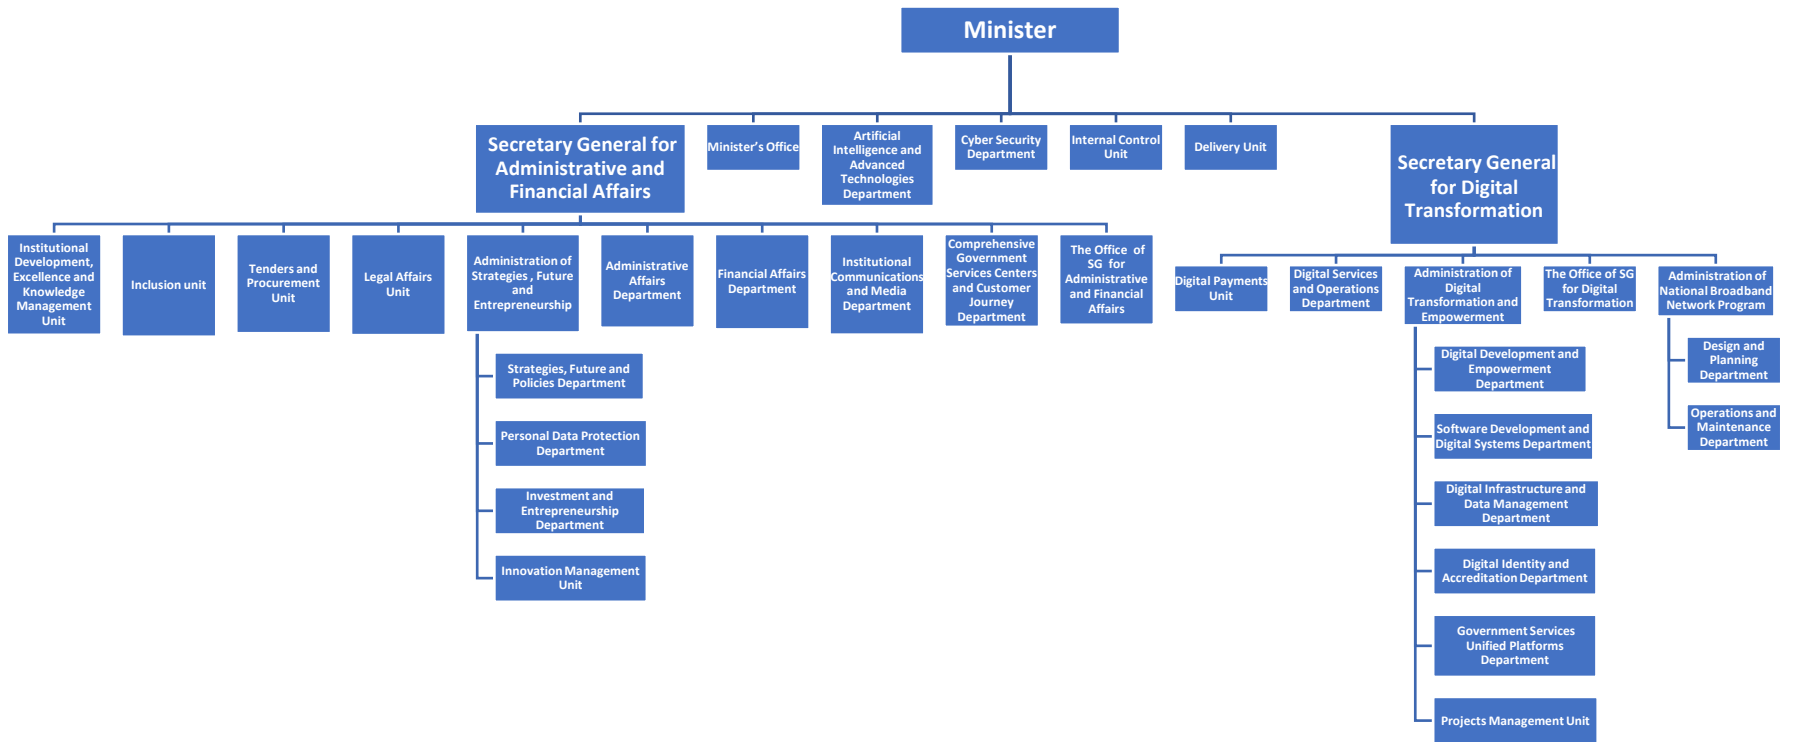 Minister
Secretary General for
Administrative and
Financial Affairs
Minister's Office
Artificial
Intelligence and
Advanced
Technologies
Department
Cyber Security
Department
Internal Control
Unit
Delivery Unit
Secretary General
for Digital
Transformation
Institutional
Development,
Excellence and
Knowledge
Management
Unit
Inclusion unit
Tenders and
Procurement
Unit
Legal Affairs
Unit
Administration of
Strategies , Future
and
Entrepreneurship
Administrative
Affairs
Department
Financial Affairs
Department
Institutional
Communications
and Media
Department
Comprehensive
Government
Services Centers
and Customer
Journey
Department
The Office of
SG for
Administrative
and Financial
Affairs
Digital Payments
Unit
Digital Services
and Operations
Department
Administration of
Digital
Transformation and
Empowerment
The Office of SG
for Digital
Transformation
Administration of
National Broadband
Network Program
Strategies, Future and
Policies Department
Personal Data Protection
Department
Investment and
Entrepreneurship
Department
Innovation Management
Unit
Digital Development and
Empowerment
Department
Software Development and
Digital Systems Department
Digital Infrastructure and
Data Management
Department
Digital Identity and
Accreditation Department
Government Services
Unified Platforms
Department
Projects Management Unit
Design and
Planning
Department
Operations and
Maintenance
Department